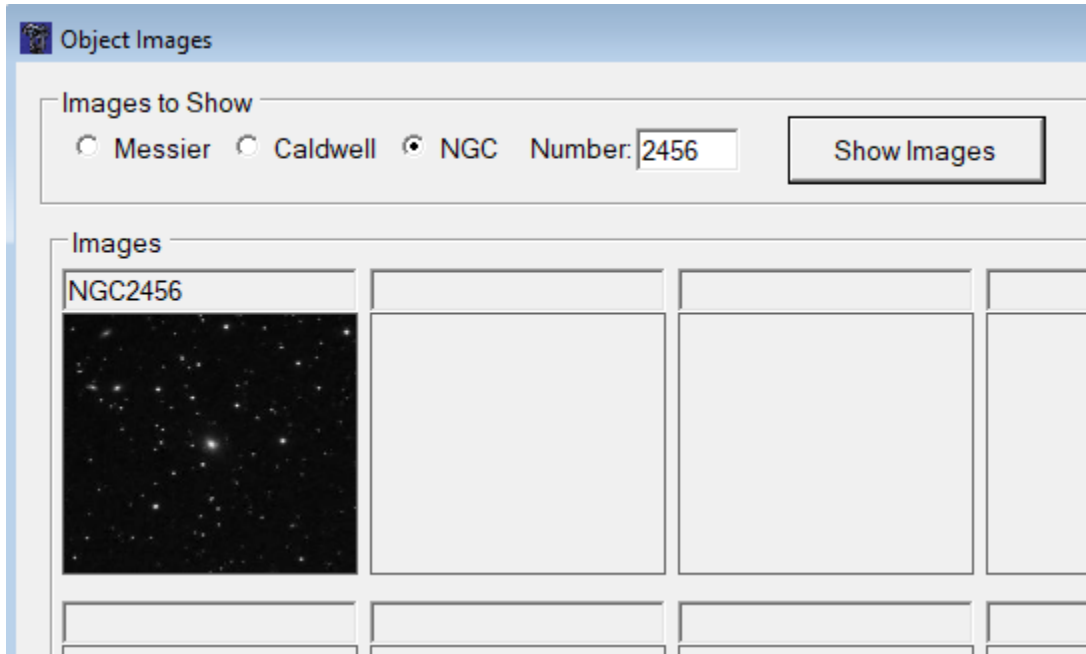 Object Images
Images to Show
Messier Caldwell NGC Number: 2456 Show Images
Images
NGC2456